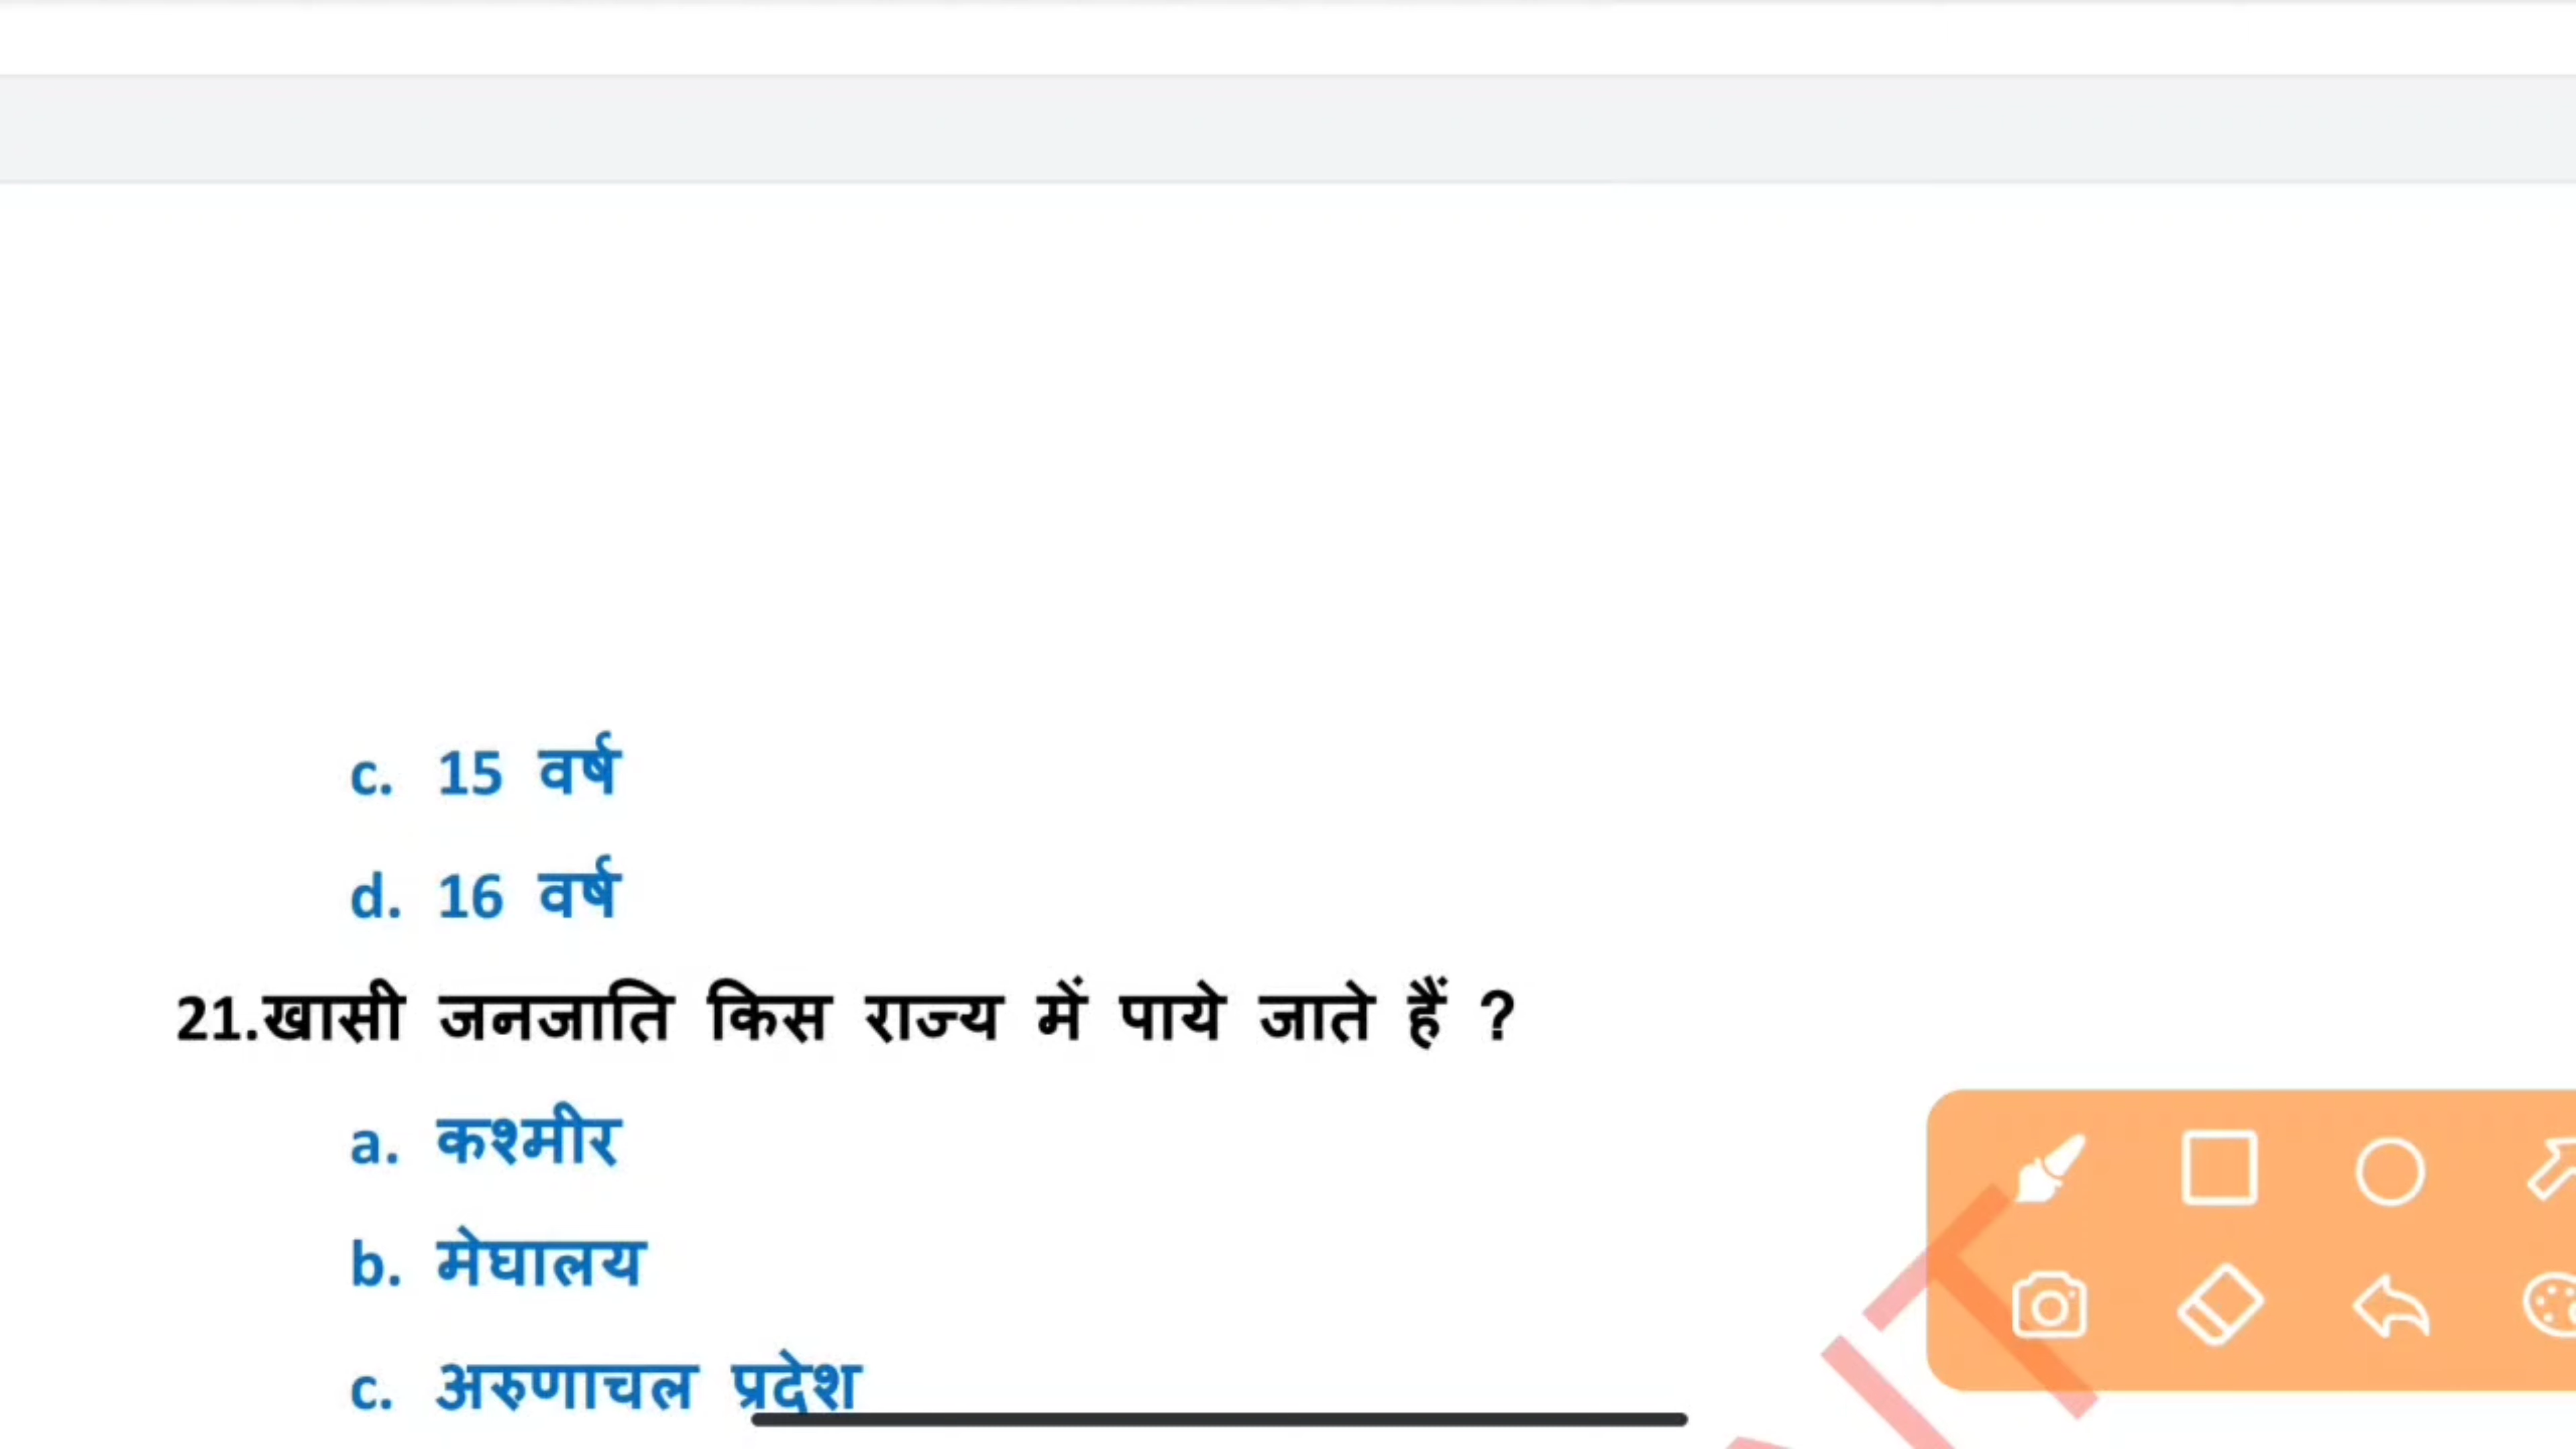 c. 15 वर्ष
d. 16 वर्ष
21.खासी जनजाति किस राज्य में पाये जाते हैं ?
a. कश्मीर
b. मेघालय
c. अरुणाचल प्रदेश